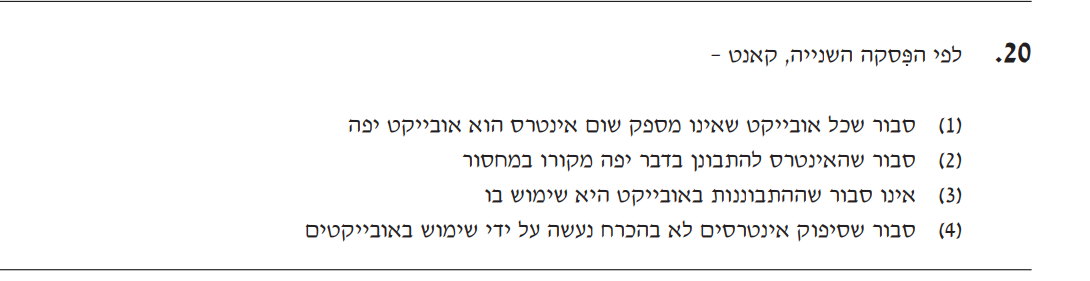 20. לפי הפִּסקה השנייה, קאנט –
(1) סבור שכל אובייקט שאינו מספק שום אינטרס הוא אובייקט יפה
(2) סבור שהאינטרס להתבונן בדבר יפה מקורו במחסור
(3) אינו סבור שההתבוננות באובייקט היא שימוש בו
(4) סבור שסיפוק אינטרסים לא בהכרח נעשה על ידי שימוש באובייקטים